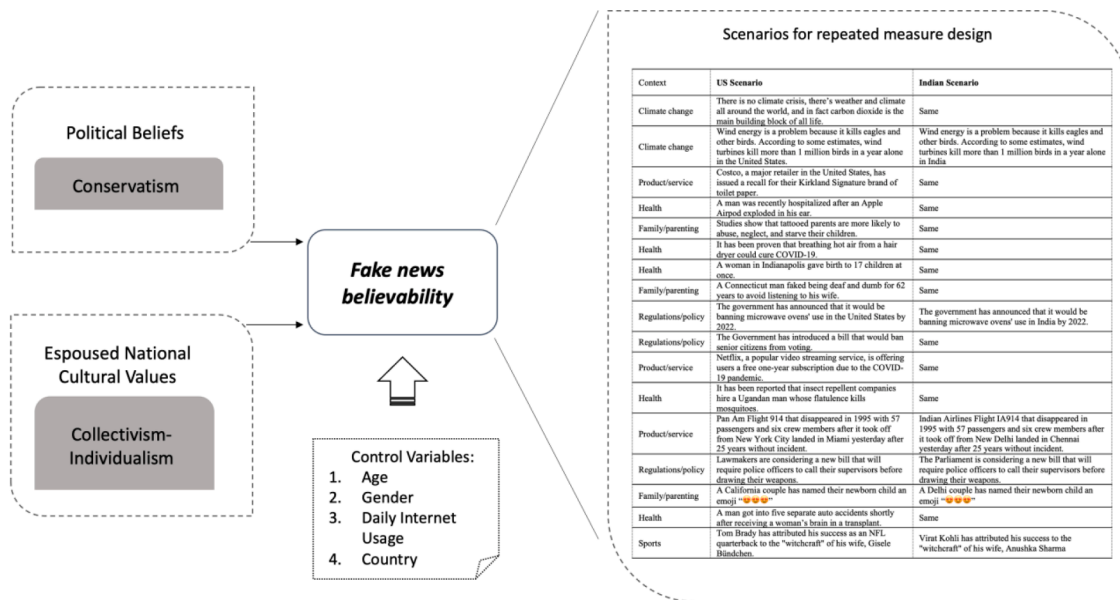 Political Beliefs
Conservatism
Espoused National
Cultural Values
Collectivism-
Individualism
Fake news
believability
Control Variables:
1. Age
2. Gender
3. Daily Internet
Usage
4. Country
Scenarios for repeated measure design
Context US Scenario Indian Scenario
Climate change There is no climate crisis, there's weather and climate all around the world, and in fact carbon dioxide is the main building block of all life. Same
Climate change Wind energy is a problem because it kills eagles and other birds. According to some estimates, wind turbines kill more than 1 million birds in a year alone in the United States. Wind energy is a problem because it kills eagles and other birds. According to some estimates, wind turbines kill more than 1 million birds in a year alone in India
Product/service Costco, a major retailer in the United States, has issued a recall for their Kirkland Signature brand of toilet paper. Same
Health A man was recently hospitalized after an Apple Airpod exploded in his ear. Same
Family/parenting Studies show that tattooed parents are more likely to abuse, neglect, and starve their children. Same
Health It has been proven that breathing hot air from a hair dryer could cure COVID-19. Same
Health A woman in Indianapolis gave birth to 17 children at once. Same
Family/parenting A Connecticut man faked being deaf and dumb for 62 years to avoid listening to his wife. Same
Regulations/policy The government has announced that it would be banning microwave ovens' use in the United States by 2022. The government has announced that it would be banning microwave ovens' use in India by 2022.
Regulations/policy The Government has introduced a bill that would ban senior citizens from voting. Same
Product/service Netflix, a popular video streaming service, is offering users a free one-year subscription due to the COVID-19 pandemic. Same
Health It has been reported that insect repellent companies hire a Ugandan man whose flatulence kills mosquitoes. Same
Product/service Pan Am Flight 914 that disappeared in 1995 with 57 passengers and six crew members after it took off from New York City landed in Miami yesterday after 25 years without incident. Indian Airlines Flight IA914 that disappeared in 1995 with 57 passengers and six crew members after it took off from New Delhi landed in Chennai yesterday after 25 years without incident.
Regulations/policy Lawmakers are considering a new bill that will require police officers to call their supervisors before drawing their weapons. The Parliament is considering a new bill that will require police officers to call their supervisors before drawing their weapons.
Family/parenting A California couple has named their newborn child an emoji "😍😍😍" A Delhi couple has named their newborn child an emoji "😍😍😍"
Health A man got into five separate auto accidents shortly after receiving a woman's brain in a transplant. Same
Sports Tom Brady has attributed his success as an NFL quarterback to the "witchcraft" of his wife, Gisele Bündchen. Virat Kohli has attributed his success to the "witchcraft" of his wife, Anushka Sharma